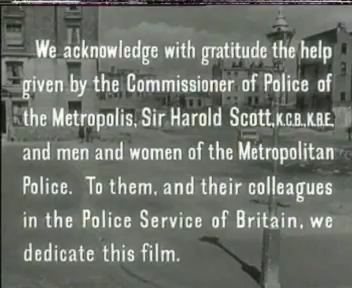 We acknowledge with gratitude the help
given by the Commissioner of Police of
the Metropolis, Sir Harold Scott, K.C.B., K.B.E.
and men and women of the Metropolitan
Police. To them, and their colleagues
in the Police Service of Britain, we
dedicate this film.